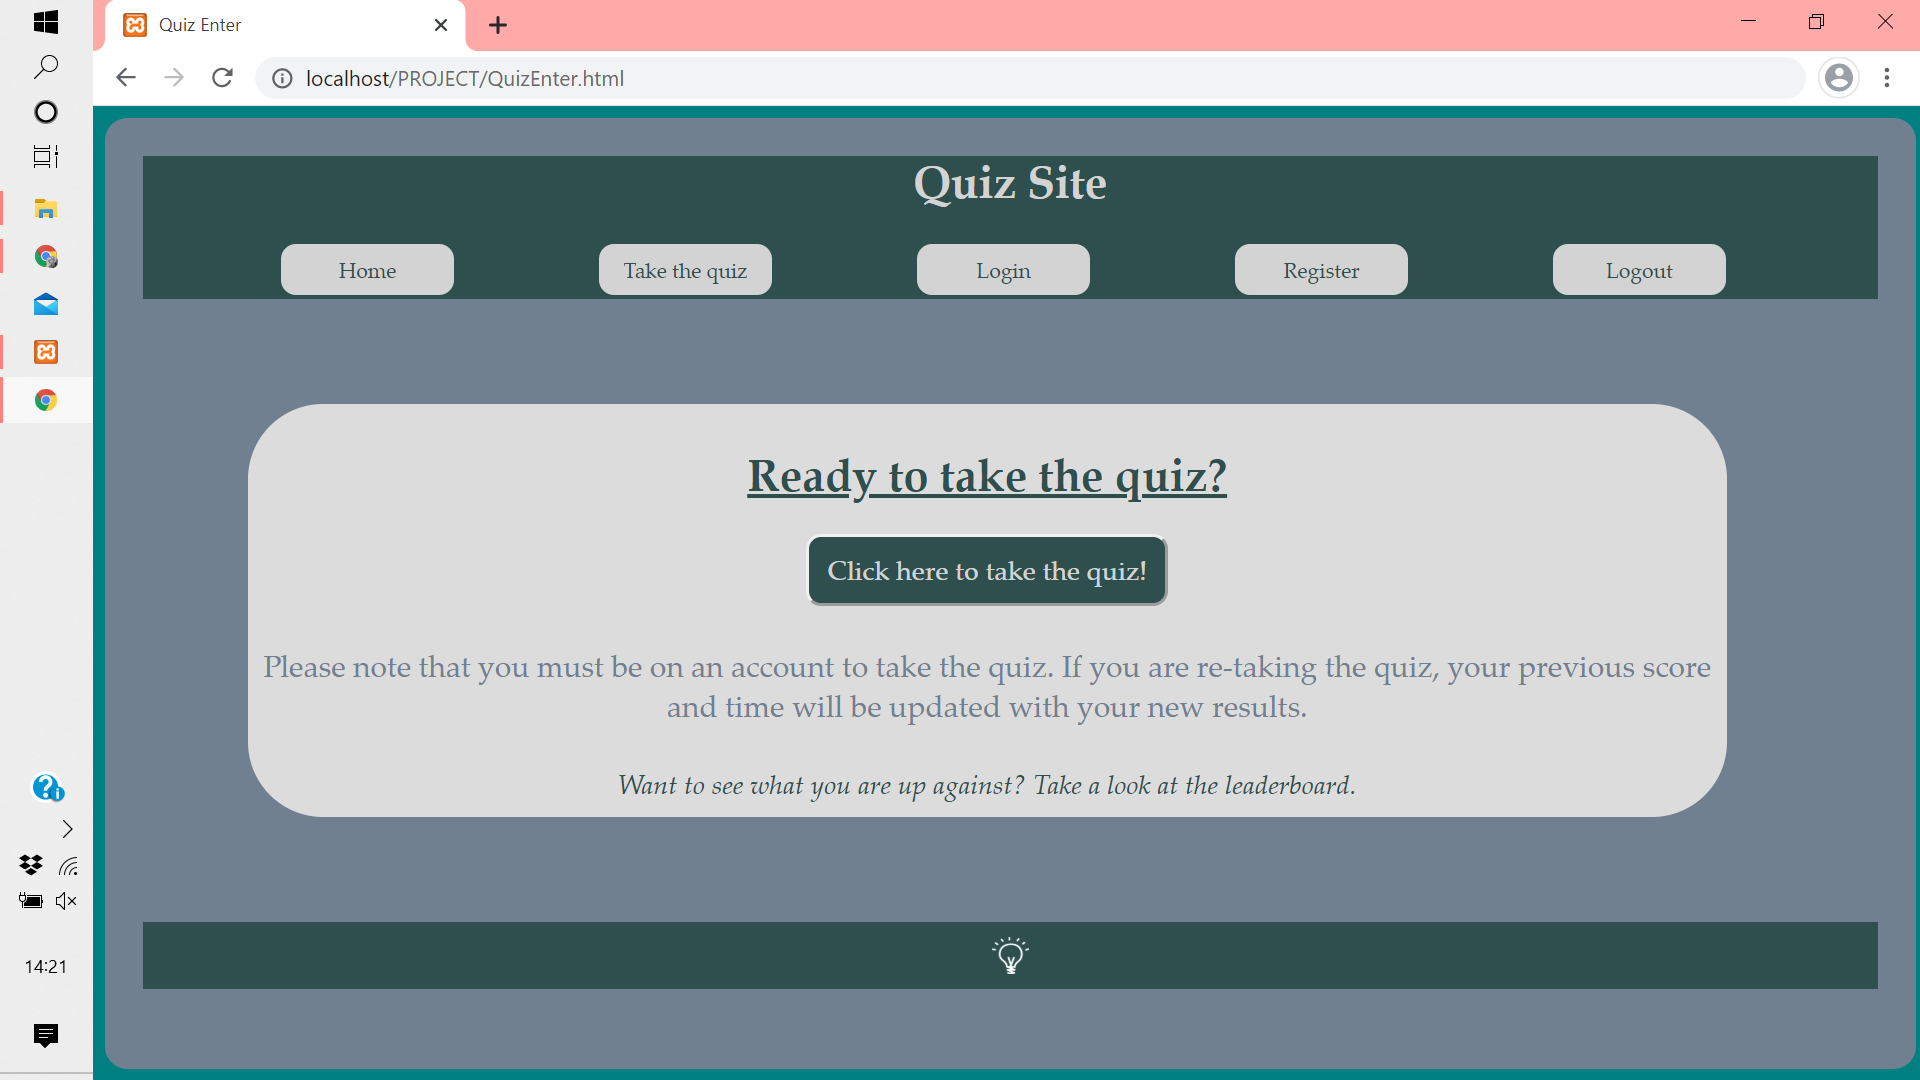 Quiz Enter
localhost/PROJECT/QuizEnter.html
Quiz Site
Home
Take the quiz
Login
Register
Logout
Ready to take the quiz?
Click here to take the quiz!
Please note that you must be on an account to take the quiz. If you are re-taking the quiz, your previous score
and time will be updated with your new results.
Want to see what you are up against? Take a look at the leaderboard.
14:21